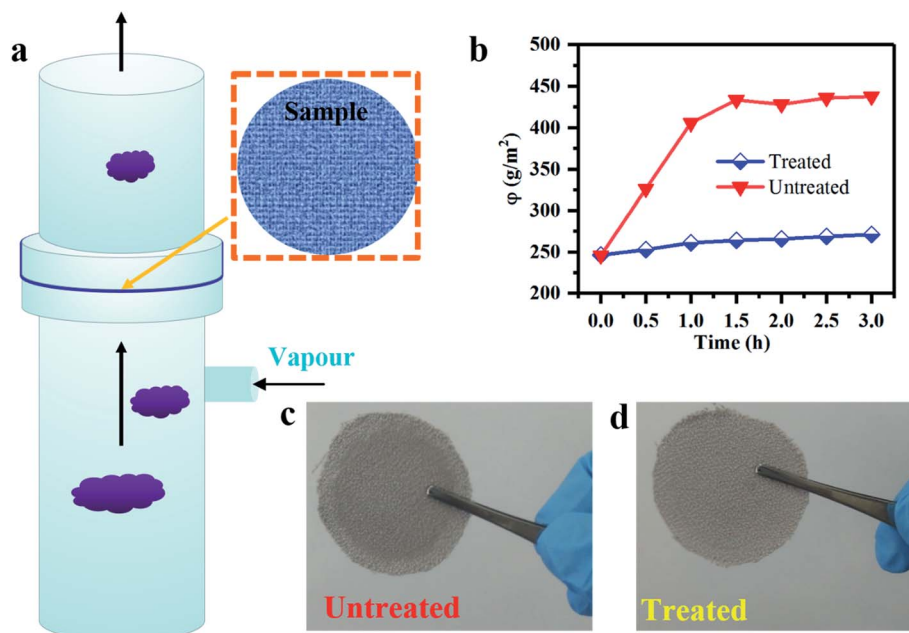 a
Sample
Vapour
b
500
450
400
350
300
250
200
φ (g/m²)
Treated
Untreated
0.0 0.5 1.0 1.5 2.0 2.5 3.0
Time (h)
c
Untreated
d
Treated